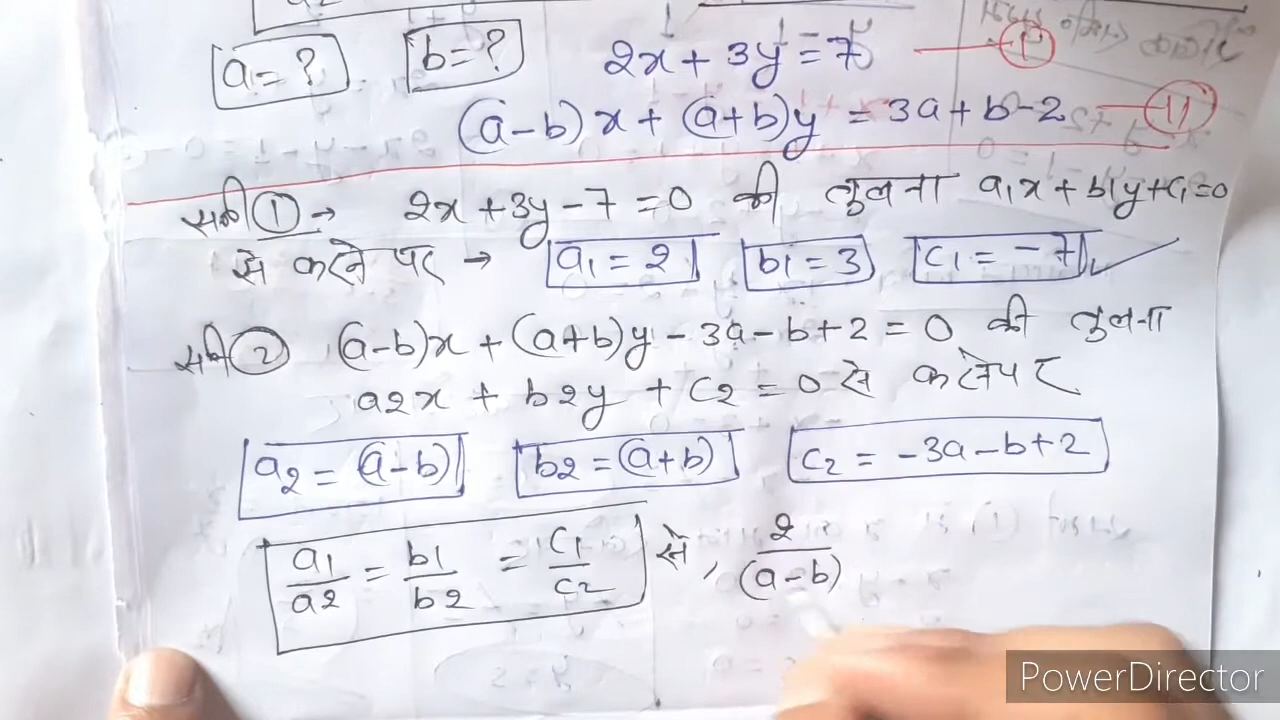 a = ? b = ? 2x + 3y = 7 — (1)
(a-b)x + (a+b)y = 3a + b - 2 — (11)
समी (1) → 2x + 3y - 7 = 0 की तुलना a1x + b1y + c1 = 0
से करने पर → a1 = 2 b1 = 3 c1 = -7
समी (2) (a-b)x + (a+b)y - 3a - b + 2 = 0 की तुलना
a2x + b2y + c2 = 0 से करने पर
a2 = (a-b) b2 = (a+b) c2 = -3a - b + 2
a1/a2 = b1/b2 = c1/c2 से, 2/(a-b)
PowerDirector